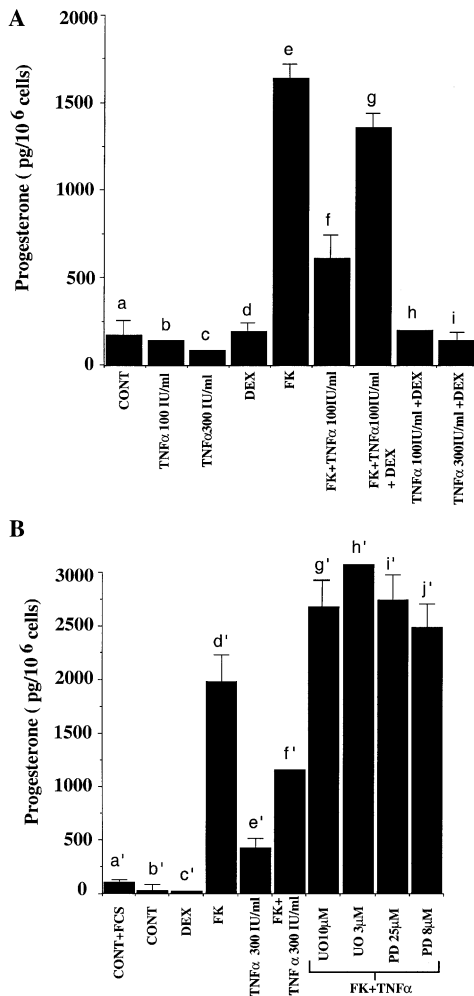 A
Progesterone ( pg/10 6 cells)
2000
1500
1000
500
0
a
b
c
d
e
f
g
h
i
CONT
TNFα 100 IU/ml
TNFα300 IU/ml
DEX
FK
FK+TNFα 100IU/ml
FK+TNFα100IU/ml
+ DEX
TNFα 100IU/ml +DEX
TNFα 300IU/ml +DEX
B
Progesterone ( pg/10 6 cells)
3000
2500
2000
1500
1000
500
0
a'
b'
c'
d'
e'
f'
g'
h'
i'
j'
CONT+FCS
CONT
DEX
FK
TNFα 300 IU/ml
FK+
TNF α 300 IU/ml
UO10μM
UO 3μM
PD 25μM
PD 8μM
FK+TNFα